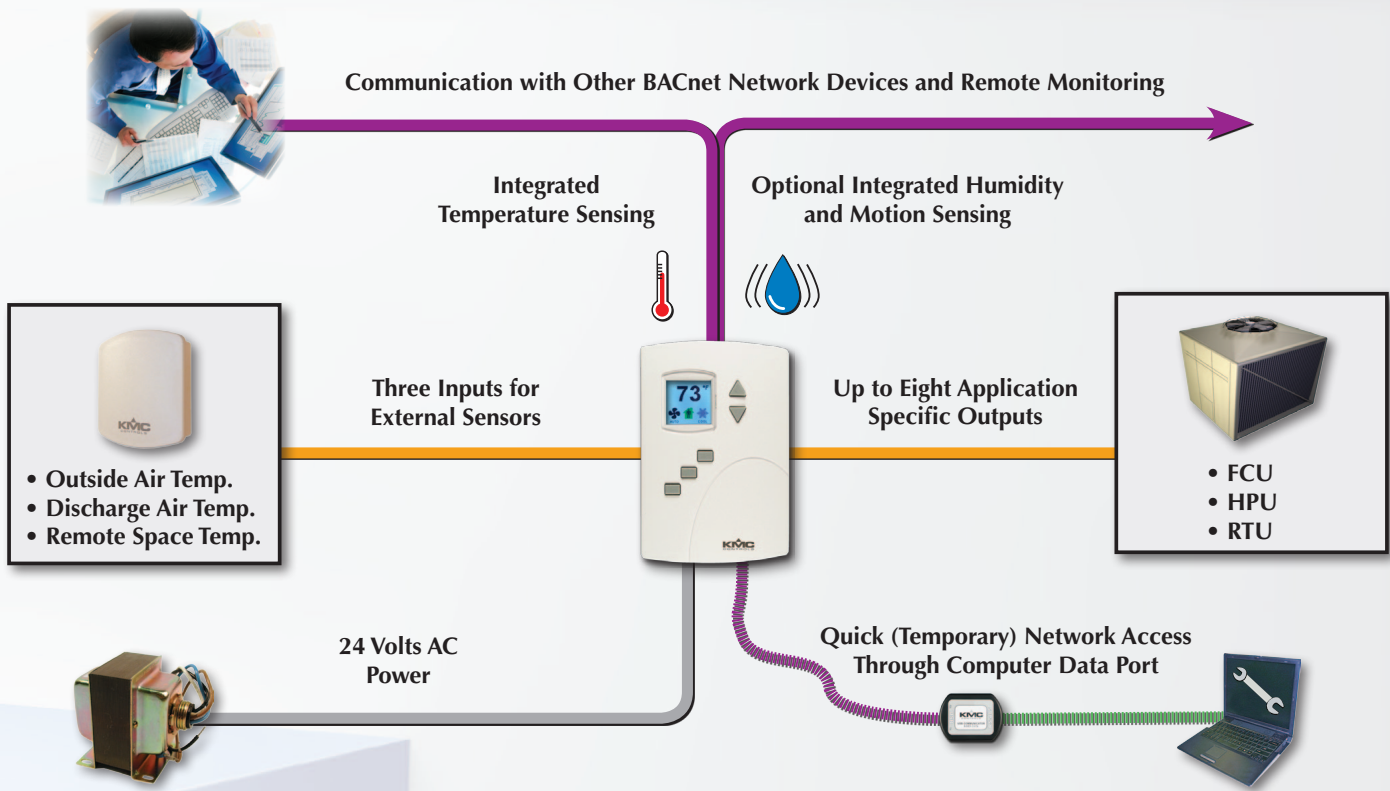 Communication with Other BACnet Network Devices and Remote Monitoring
Integrated
Temperature Sensing
Optional Integrated Humidity
and Motion Sensing
KMC
• Outside Air Temp.
• Discharge Air Temp.
• Remote Space Temp.
Three Inputs for
External Sensors
73°F
KMC
CONTROLS
Up to Eight Application
Specific Outputs
• FCU
• HPU
• RTU
24 Volts AC
Power
Quick (Temporary) Network Access
Through Computer Data Port
KMC